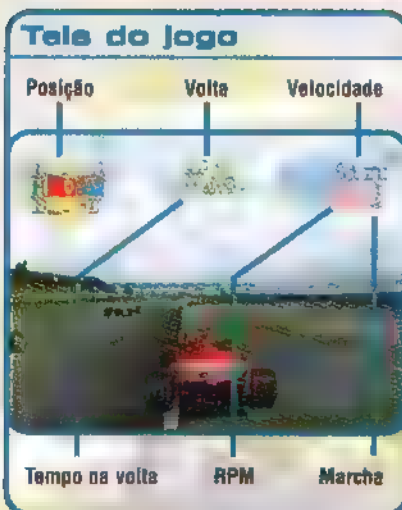 Tela do jogo
Posição Volta Velocidade
Tempo na volta RPM Marcha